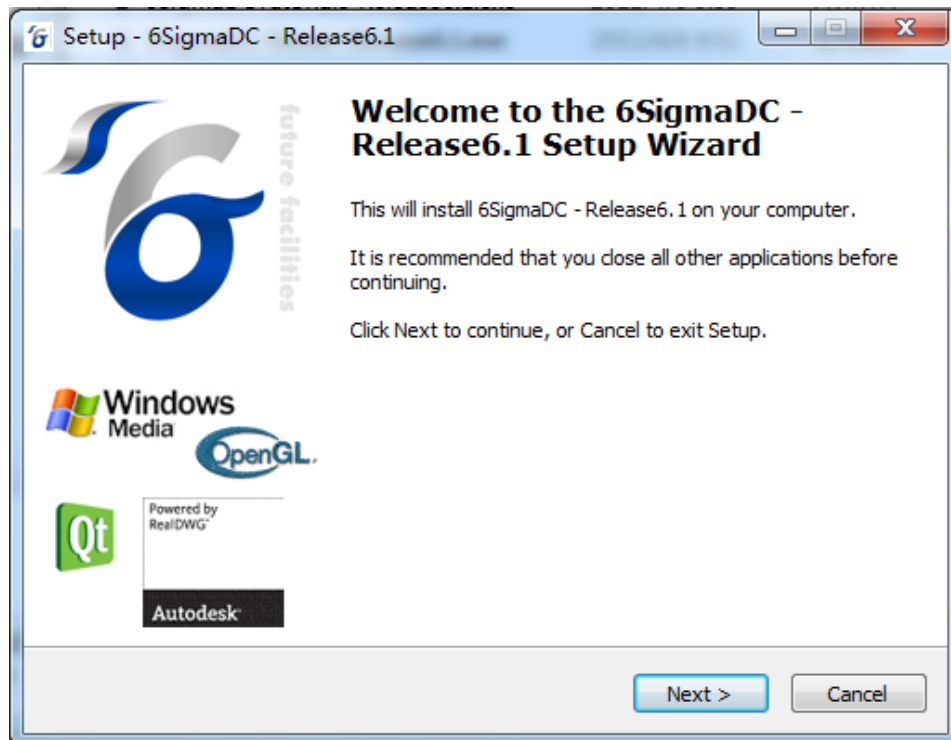 Setup - 6SigmaDC - Release6.1
future facilities
Welcome to the 6SigmaDC -
Release6.1 Setup Wizard
This will install 6SigmaDC - Release6.1 on your computer.
It is recommended that you close all other applications before
continuing.
Click Next to continue, or Cancel to exit Setup.
Windows
Media
OpenGL.
Qt
Powered by
RealDWG™
Autodesk
Next >
Cancel